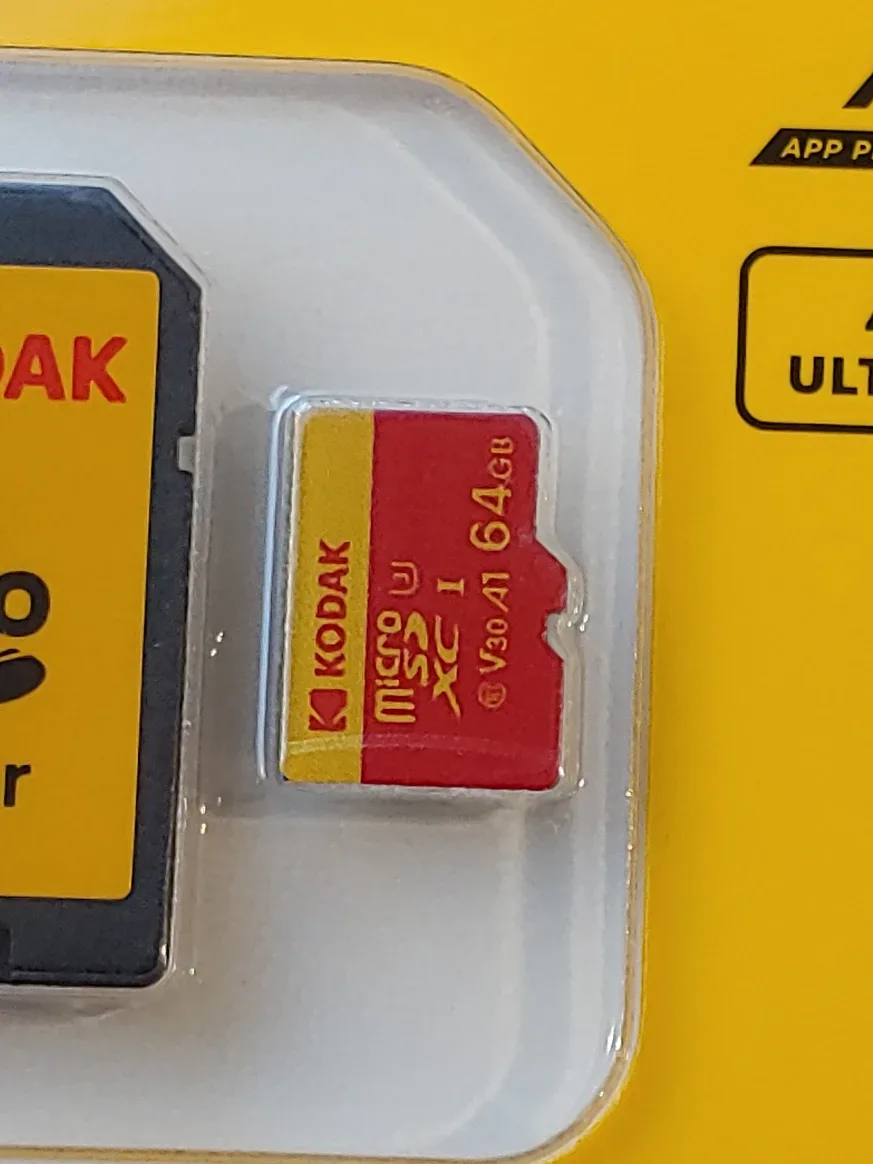 DAK
O
r
KODAK
micro
SD
XC I
V30 A1 64GB
APP P
ULT